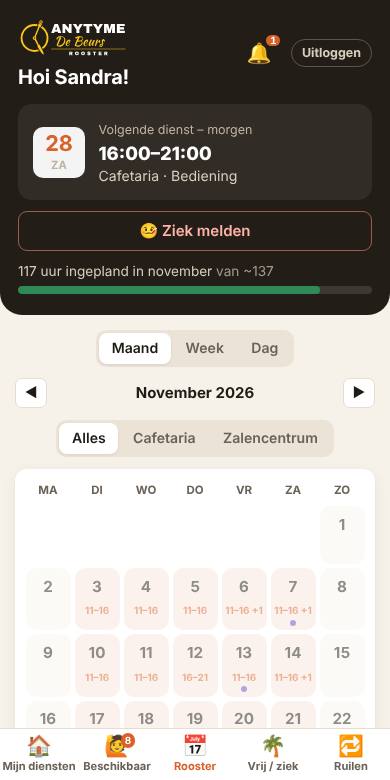 ANYTYME
De Beurs
ROOSTER
1
Uitloggen
Hoi Sandra!
28
ZA
Volgende dienst – morgen
16:00–21:00
Cafetaria · Bediening
Ziek melden
117 uur ingepland in november van ~137
Maand Week Dag
November 2026
Alles Cafetaria Zalencentrum
MA DI WO DO VR ZA ZO
1
2 3 4 5 6 7 8
11–16 11–16 11–16 11–16 +1 11–16 +1
9 10 11 12 13 14 15
11–16 11–16 16–21 11–16 11–16 +1
16 17 18 19 20 21 22
8
Mijn diensten Beschikbaar Rooster Vrij / ziek Ruilen